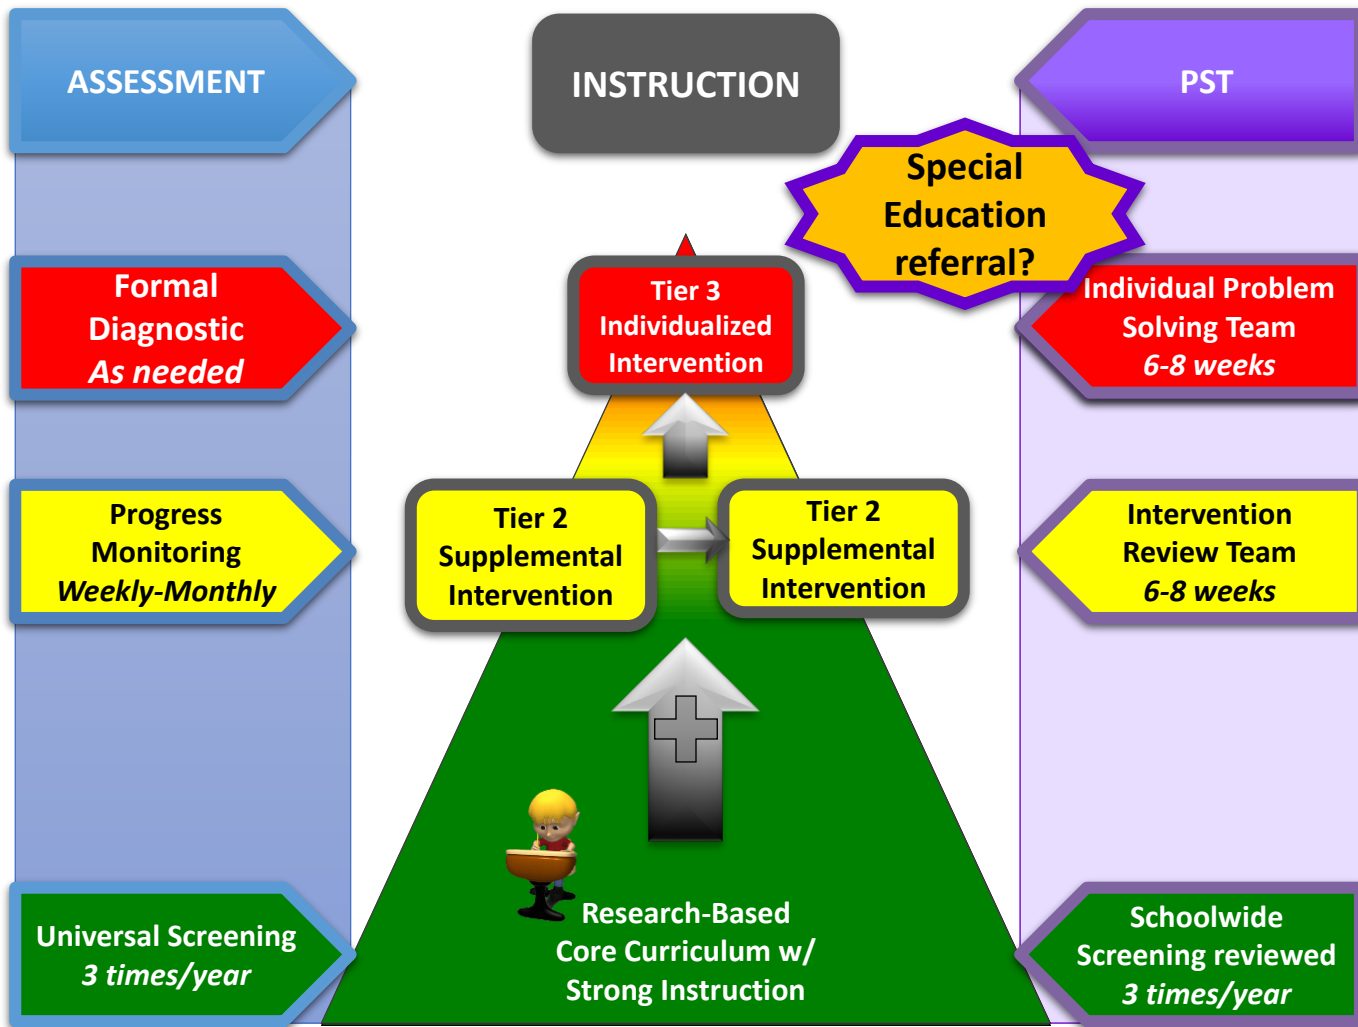 ASSESSMENT
INSTRUCTION
PST
Special
Education
referral?
Formal
Diagnostic
As needed
Tier 3
Individualized
Intervention
Individual Problem
Solving Team
6-8 weeks
Progress
Monitoring
Weekly-Monthly
Tier 2
Supplemental
Intervention
Tier 2
Supplemental
Intervention
Intervention
Review Team
6-8 weeks
Universal Screening
3 times/year
Research-Based
Core Curriculum w/
Strong Instruction
Schoolwide
Screening reviewed
3 times/year